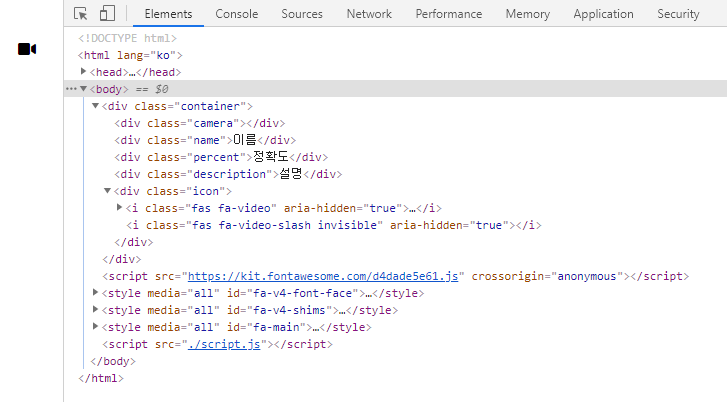 Elements Console Sources Network Performance Memory Application Security
<!DOCTYPE html>
<html lang="ko">
<head>…</head>
<body> == $0
<div class="container">
<div class="camera"></div>
<div class="name">이름</div>
<div class="percent">정확도</div>
<div class="description">설명</div>
<div class="icon">
<i class="fas fa-video" aria-hidden="true">…</i>
<i class="fas fa-video-slash invisible" aria-hidden="true"></i>
</div>
</div>
<script src="https://kit.fontawesome.com/d4dade5e61.js" crossorigin="anonymous"></script>
<style media="all" id="fa-v4-font-face">…</style>
<style media="all" id="fa-v4-shims">…</style>
<style media="all" id="fa-main">…</style>
<script src="./script.js"></script>
</body>
</html>